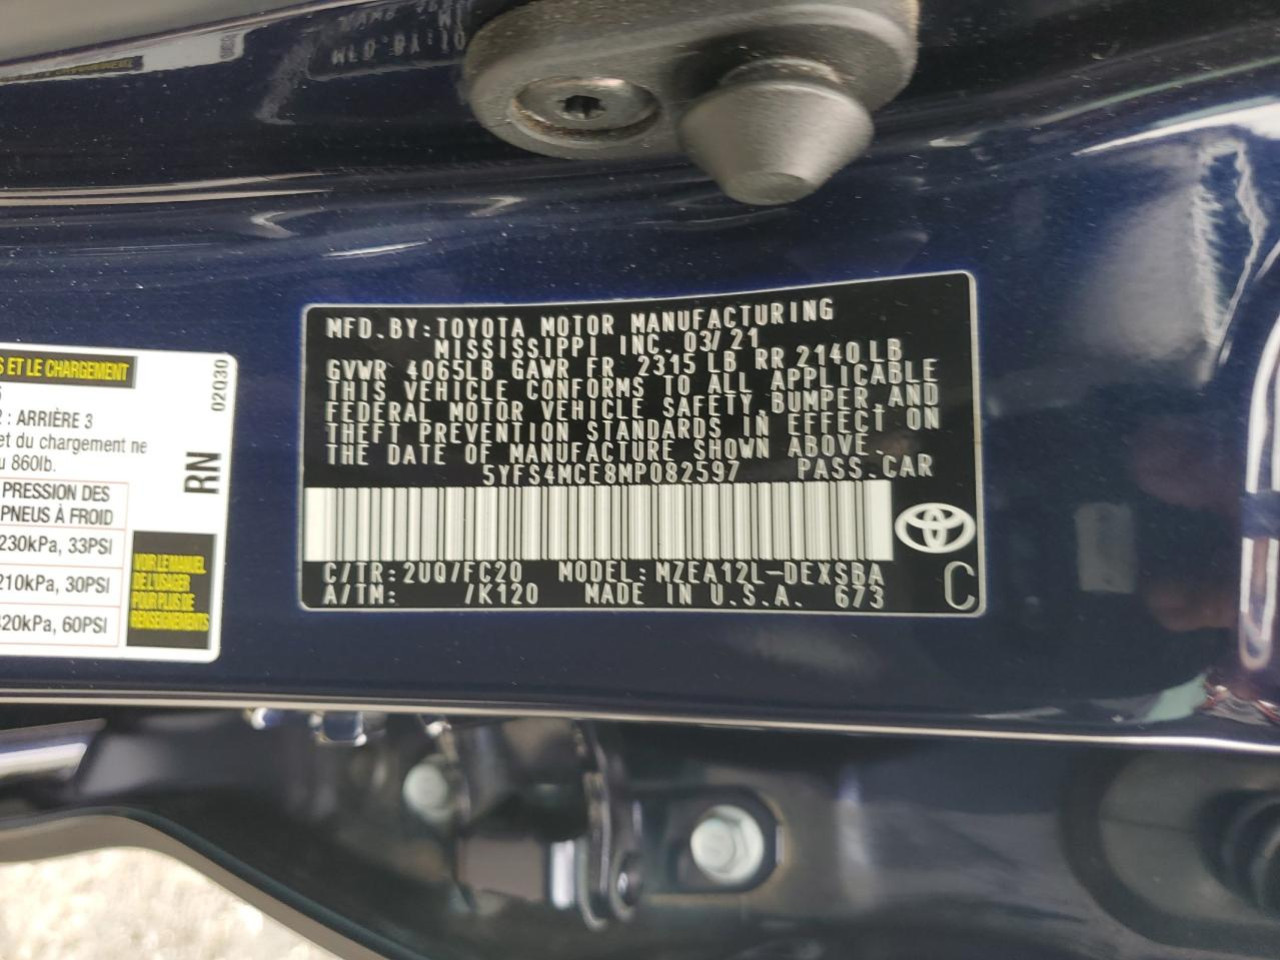 MFD.BY:TOYOTA MOTOR MANUFACTURING
MISSISSIPPI INC. 03/21
GVWR 4065LB GAWR FR 2315 LB RR 2140 LB
THIS VEHICLE CONFORMS TO ALL APPLICABLE
FEDERAL MOTOR VEHICLE SAFETY,BUMPER,AND
THEFT PREVENTION STANDARDS IN EFFECT ON
THE DATE OF MANUFACTURE SHOWN ABOVE.
5YFS4MCE8MP082597 PASS.CAR
C/TR:2UQ/FC20 MODEL:MZEA12L-DEXSBA
A/TM: /K120 MADE IN U.S.A. 673
C
ET LE CHARGEMENT
: ARRIÈRE 3
et du chargement ne
860lb.
PRESSION DES
PNEUS À FROID
230kPa, 33PSI
210kPa, 30PSI
420kPa, 60PSI
VOIR LE MANUEL
DE L'USAGER
POUR PLUS DE
RENSEIGNEMENTS
02Q30
RN